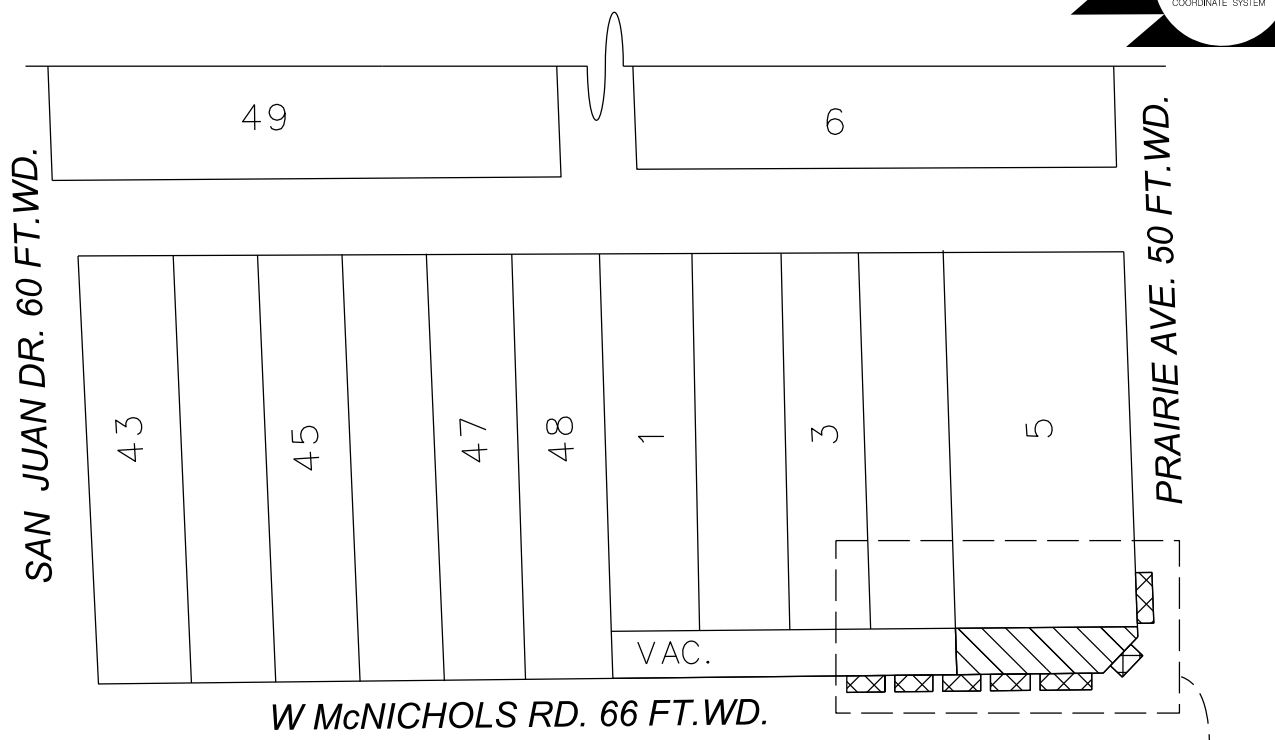 COORDINATE SYSTEM
49
6
SAN JUAN DR. 60 FT.WD.
PRAIRIE AVE. 50 FT.WD.
43
45
47
48
1
3
5
VAC.
W McNICHOLS RD. 66 FT.WD.